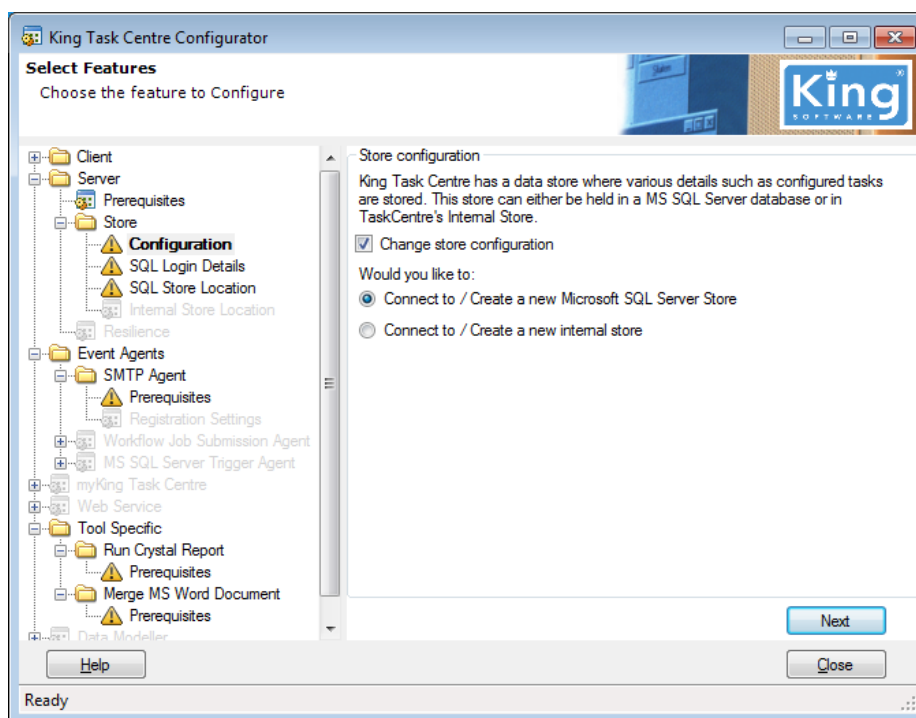 King Task Centre Configurator
Select Features
Choose the feature to Configure
King
SOFTWARE
Client
Server
Prerequisites
Store
Configuration
SQL Login Details
SQL Store Location
Internal Store Location
Resilience
Event Agents
SMTP Agent
Prerequisites
Registration Settings
Workflow Job Submission Agent
MS SQL Server Trigger Agent
myKing Task Centre
Web Service
Tool Specific
Run Crystal Report
Prerequisites
Merge MS Word Document
Prerequisites
Data Modeller
Store configuration
King Task Centre has a data store where various details such as configured tasks
are stored. This store can either be held in a MS SQL Server database or in
TaskCentre's Internal Store.
Change store configuration
Would you like to:
Connect to / Create a new Microsoft SQL Server Store
Connect to / Create a new internal store
Next
Help
Close
Ready